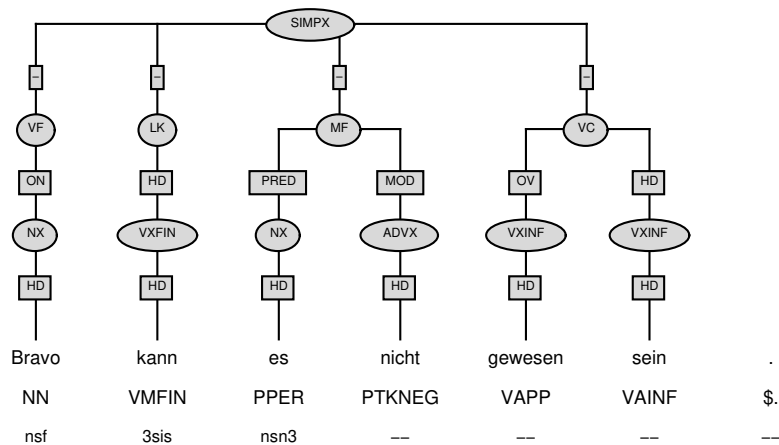 SIMPX
– – – –
VF LK MF VC
ON HD PRED MOD OV HD
NX VXFIN NX ADVX VXINF VXINF
HD HD HD HD HD HD
Bravo kann es nicht gewesen sein .
NN VMFIN PPER PTKNEG VAPP VAINF $.
nsf 3sis nsn3 –– –– –– ––